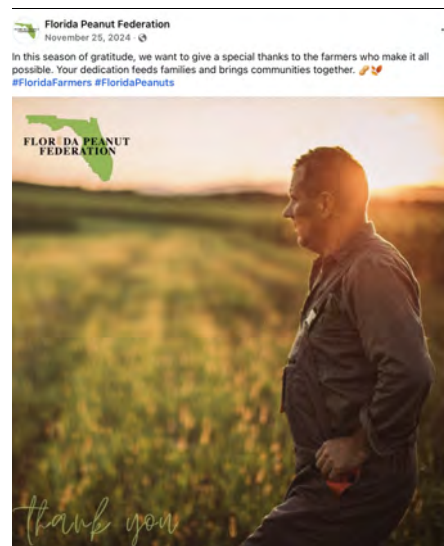 Florida Peanut Federation
November 25, 2024 ·
In this season of gratitude, we want to give a special thanks to the farmers who make it all
possible. Your dedication feeds families and brings communities together. 🥜🍂
#FloridaFarmers #FloridaPeanuts
FLORIDA PEANUT
FEDERATION
thank you